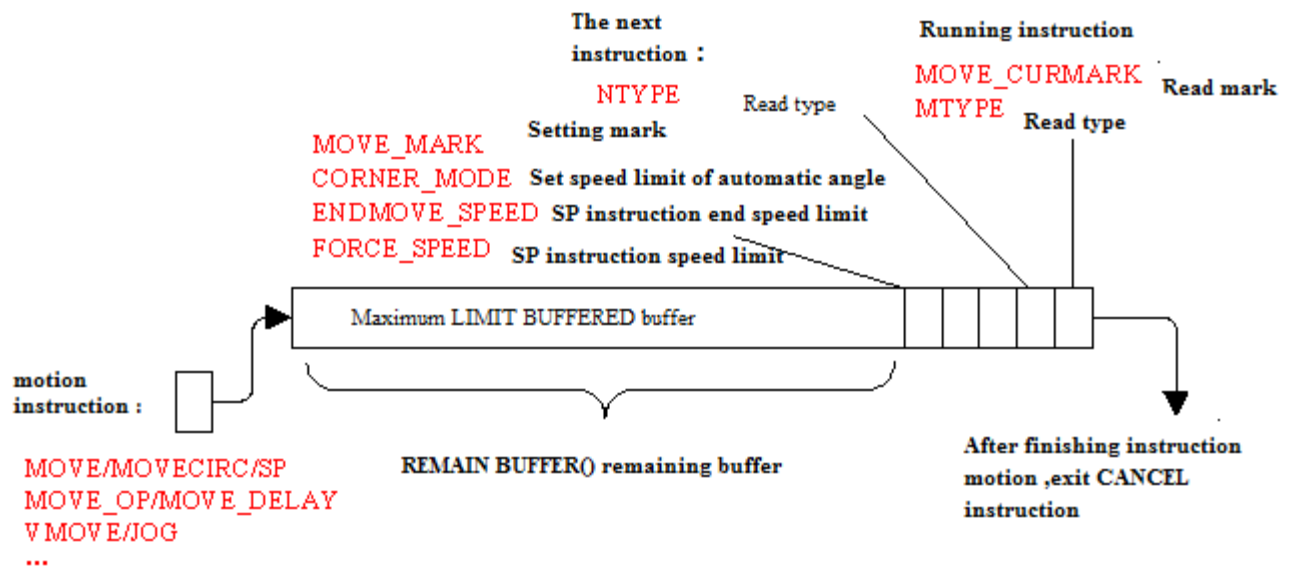 The next
instruction：
NTYPE
Read type
Running instruction
MOVE_CURMARK
Read mark
MTYPE
Read type
Setting mark
MOVE_MARK
CORNER_MODE Set speed limit of automatic angle
ENDMOVE_SPEED SP instruction end speed limit
FORCE_SPEED SP instruction speed limit
Maximum LIMIT BUFFERED buffer
motion
instruction :
MOVE/MOVECIRC/SP
MOVE_OP/MOVE_DELAY
VMOVE/JOG
...
REMAIN BUFFER() remaining buffer
After finishing instruction
motion ,exit CANCEL
instruction